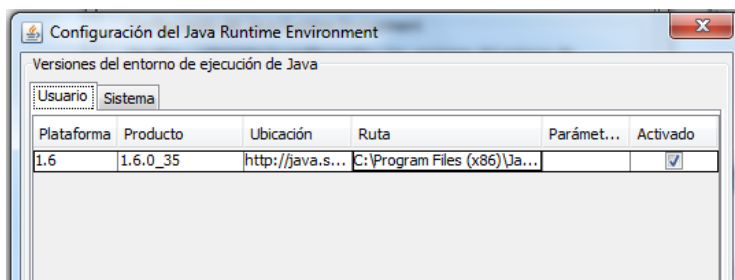 Configuración del Java Runtime Environment
Versiones del entorno de ejecución de Java
Usuario Sistema
Plataforma Producto Ubicación Ruta Parámet... Activado
1.6 1.6.0_35 http://java.s... C:\Program Files (x86)\Ja...